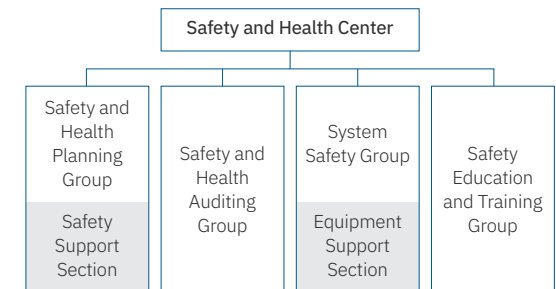 Safety and Health Center
Safety and
Health
Planning
Group
Safety
Support
Section
Safety and
Health
Auditing
Group
System
Safety Group
Equipment
Support
Section
Safety
Education
and Training
Group